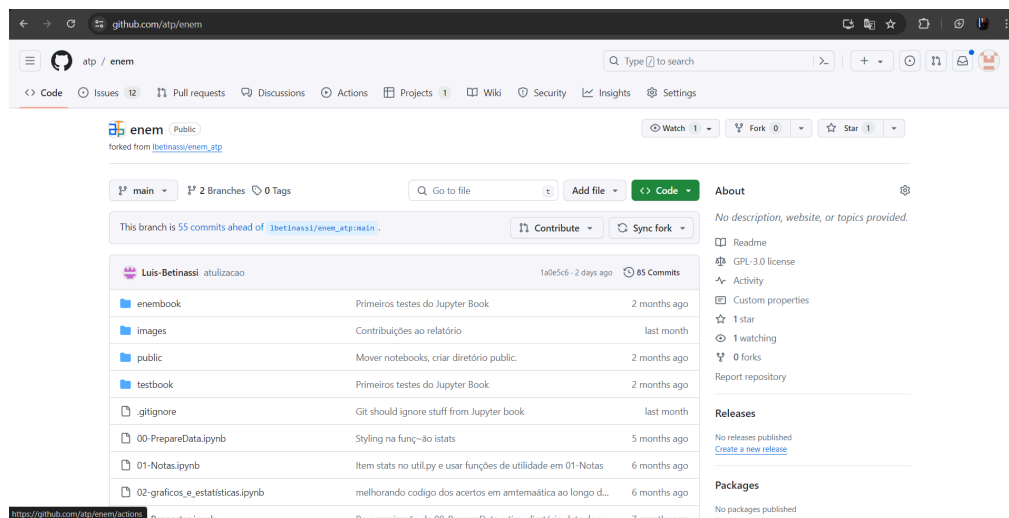 github.com/atp/enem
atp / enem
Type / to search
Code
Issues 12
Pull requests
Discussions
Actions
Projects 1
Wiki
Security
Insights
Settings
enem Public
Watch 1
Fork 0
Star 1
forked from lbetinassi/enem_atp
main
2 Branches
0 Tags
Go to file t
Add file
Code
This branch is 55 commits ahead of lbetinassi/enem_atp:main .
Contribute
Sync fork
Luis-Betinassi atulizacao 1a0e5c6 · 2 days ago 85 Commits
enembook Primeiros testes do Jupyter Book 2 months ago
images Contribuições ao relatório last month
public Mover notebooks, criar diretório public. 2 months ago
testbook Primeiros testes do Jupyter Book 2 months ago
.gitignore Git should ignore stuff from Jupyter book last month
00-PrepareData.ipynb Styling na funç~ão istats 5 months ago
01-Notas.ipynb Item stats no util.py e usar funções de utilidade em 01-Notas 6 months ago
02-graficos_e_estatísticas.ipynb melhorando codigo dos acertos em amtemaática ao longo d... 6 months ago
About
No description, website, or topics provided.
Readme
GPL-3.0 license
Activity
Custom properties
1 star
1 watching
0 forks
Report repository
Releases
No releases published
Create a new release
Packages
No packages published
https://github.com/atp/enem/actions